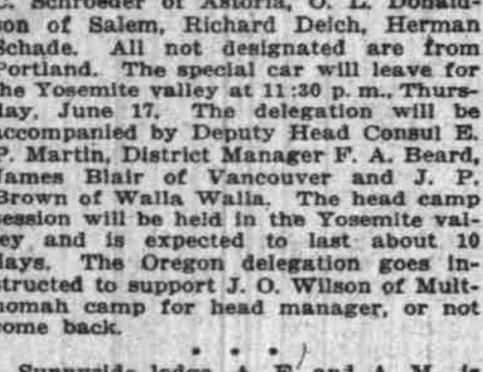 C. Schroeder of Astoria, O. L. Donald-
son of Salem, Richard Deich, Herman
Schade. All not designated are from
Portland. The special car will leave for
the Yosemite valley at 11:30 p. m., Thurs-
day, June 17. The delegation will be
accompanied by Deputy Head Consul E.
P. Martin, District Manager F. A. Beard,
James Blair of Vancouver and J. P.
Brown of Walla Walla. The head camp
session will be held in the Yosemite val-
ley and is expected to last about 10
days. The Oregon delegation goes in-
structed to support J. O. Wilson of Mult-
nomah camp for head manager, or not
come back.
* * *
Sunnyside lodge, A. F. and A. M., is